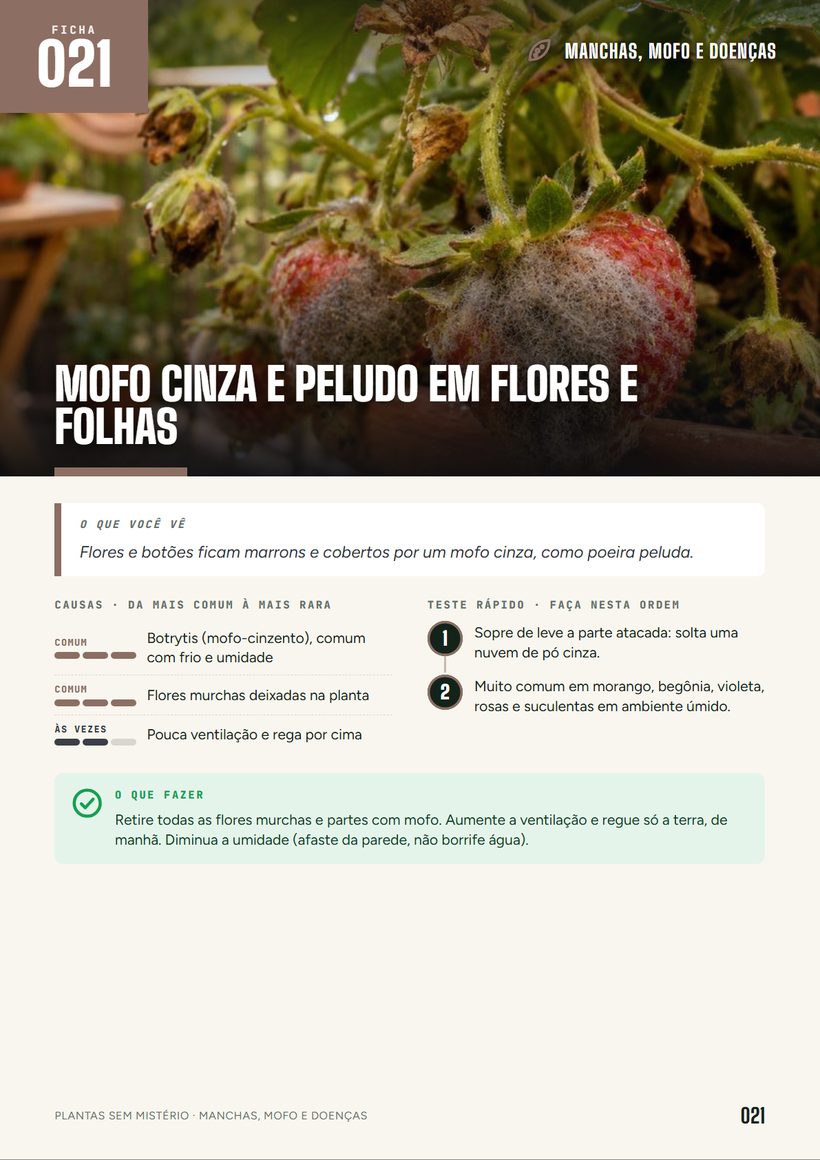 FICHA
021
MANCHAS, MOFO E DOENÇAS
MOFO CINZA E PELUDO EM FLORES E
FOLHAS
O QUE VOCÊ VÊ
Flores e botões ficam marrons e cobertos por um mofo cinza, como poeira peluda.
CAUSAS · DA MAIS COMUM À MAIS RARA
COMUM
Botrytis (mofo-cinzento), comum
com frio e umidade
COMUM
Flores murchas deixadas na planta
ÀS VEZES
Pouca ventilação e rega por cima
TESTE RÁPIDO · FAÇA NESTA ORDEM
1
Sopre de leve a parte atacada: solta uma
nuvem de pó cinza.
2
Muito comum em morango, begônia, violeta,
rosas e suculentas em ambiente úmido.
O QUE FAZER
Retire todas as flores murchas e partes com mofo. Aumente a ventilação e regue só a terra, de
manhã. Diminua a umidade (afaste da parede, não borrife água).
PLANTAS SEM MISTÉRIO · MANCHAS, MOFO E DOENÇAS
021